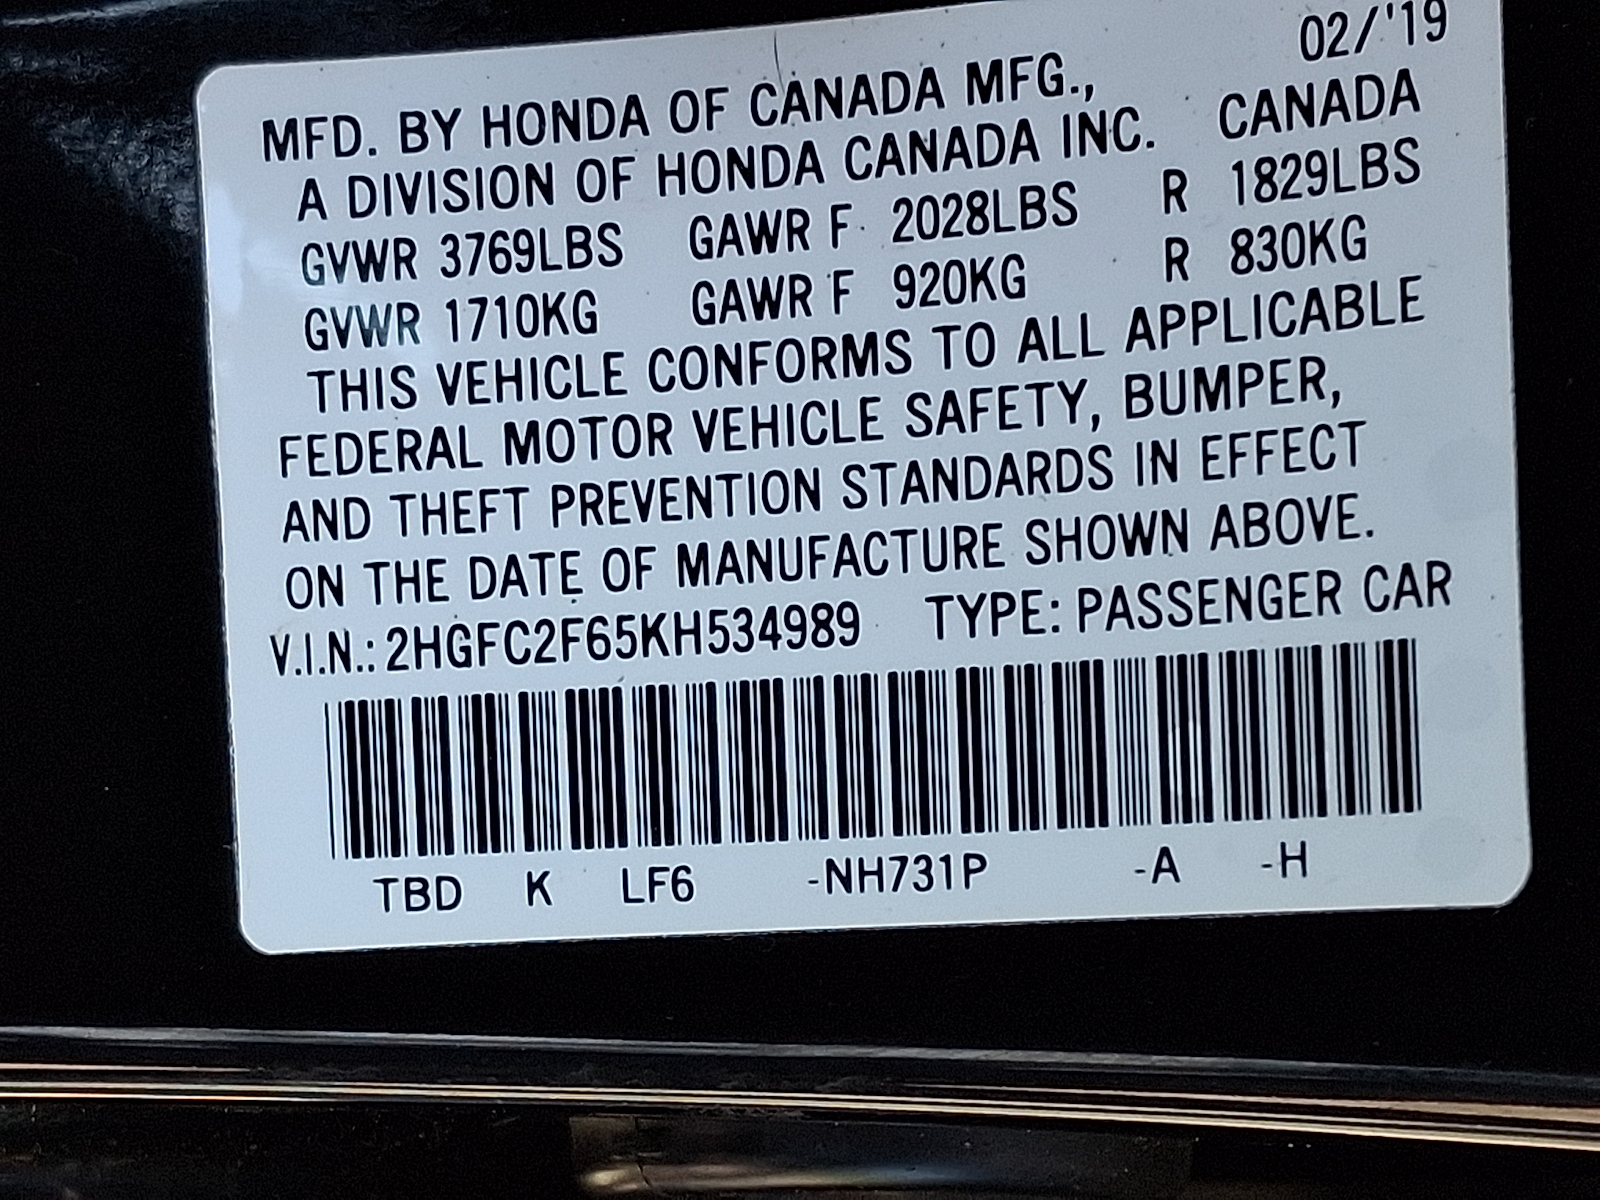 02/'19
MFD. BY HONDA OF CANADA MFG.,
A DIVISION OF HONDA CANADA INC. CANADA
GVWR 3769LBS GAWR F 2028LBS R 1829LBS
GVWR 1710KG GAWR F 920KG R 830KG
THIS VEHICLE CONFORMS TO ALL APPLICABLE
FEDERAL MOTOR VEHICLE SAFETY, BUMPER,
AND THEFT PREVENTION STANDARDS IN EFFECT
ON THE DATE OF MANUFACTURE SHOWN ABOVE.
V.I.N.: 2HGFC2F65KH534989 TYPE: PASSENGER CAR
TBD K LF6 -NH731P -A -H